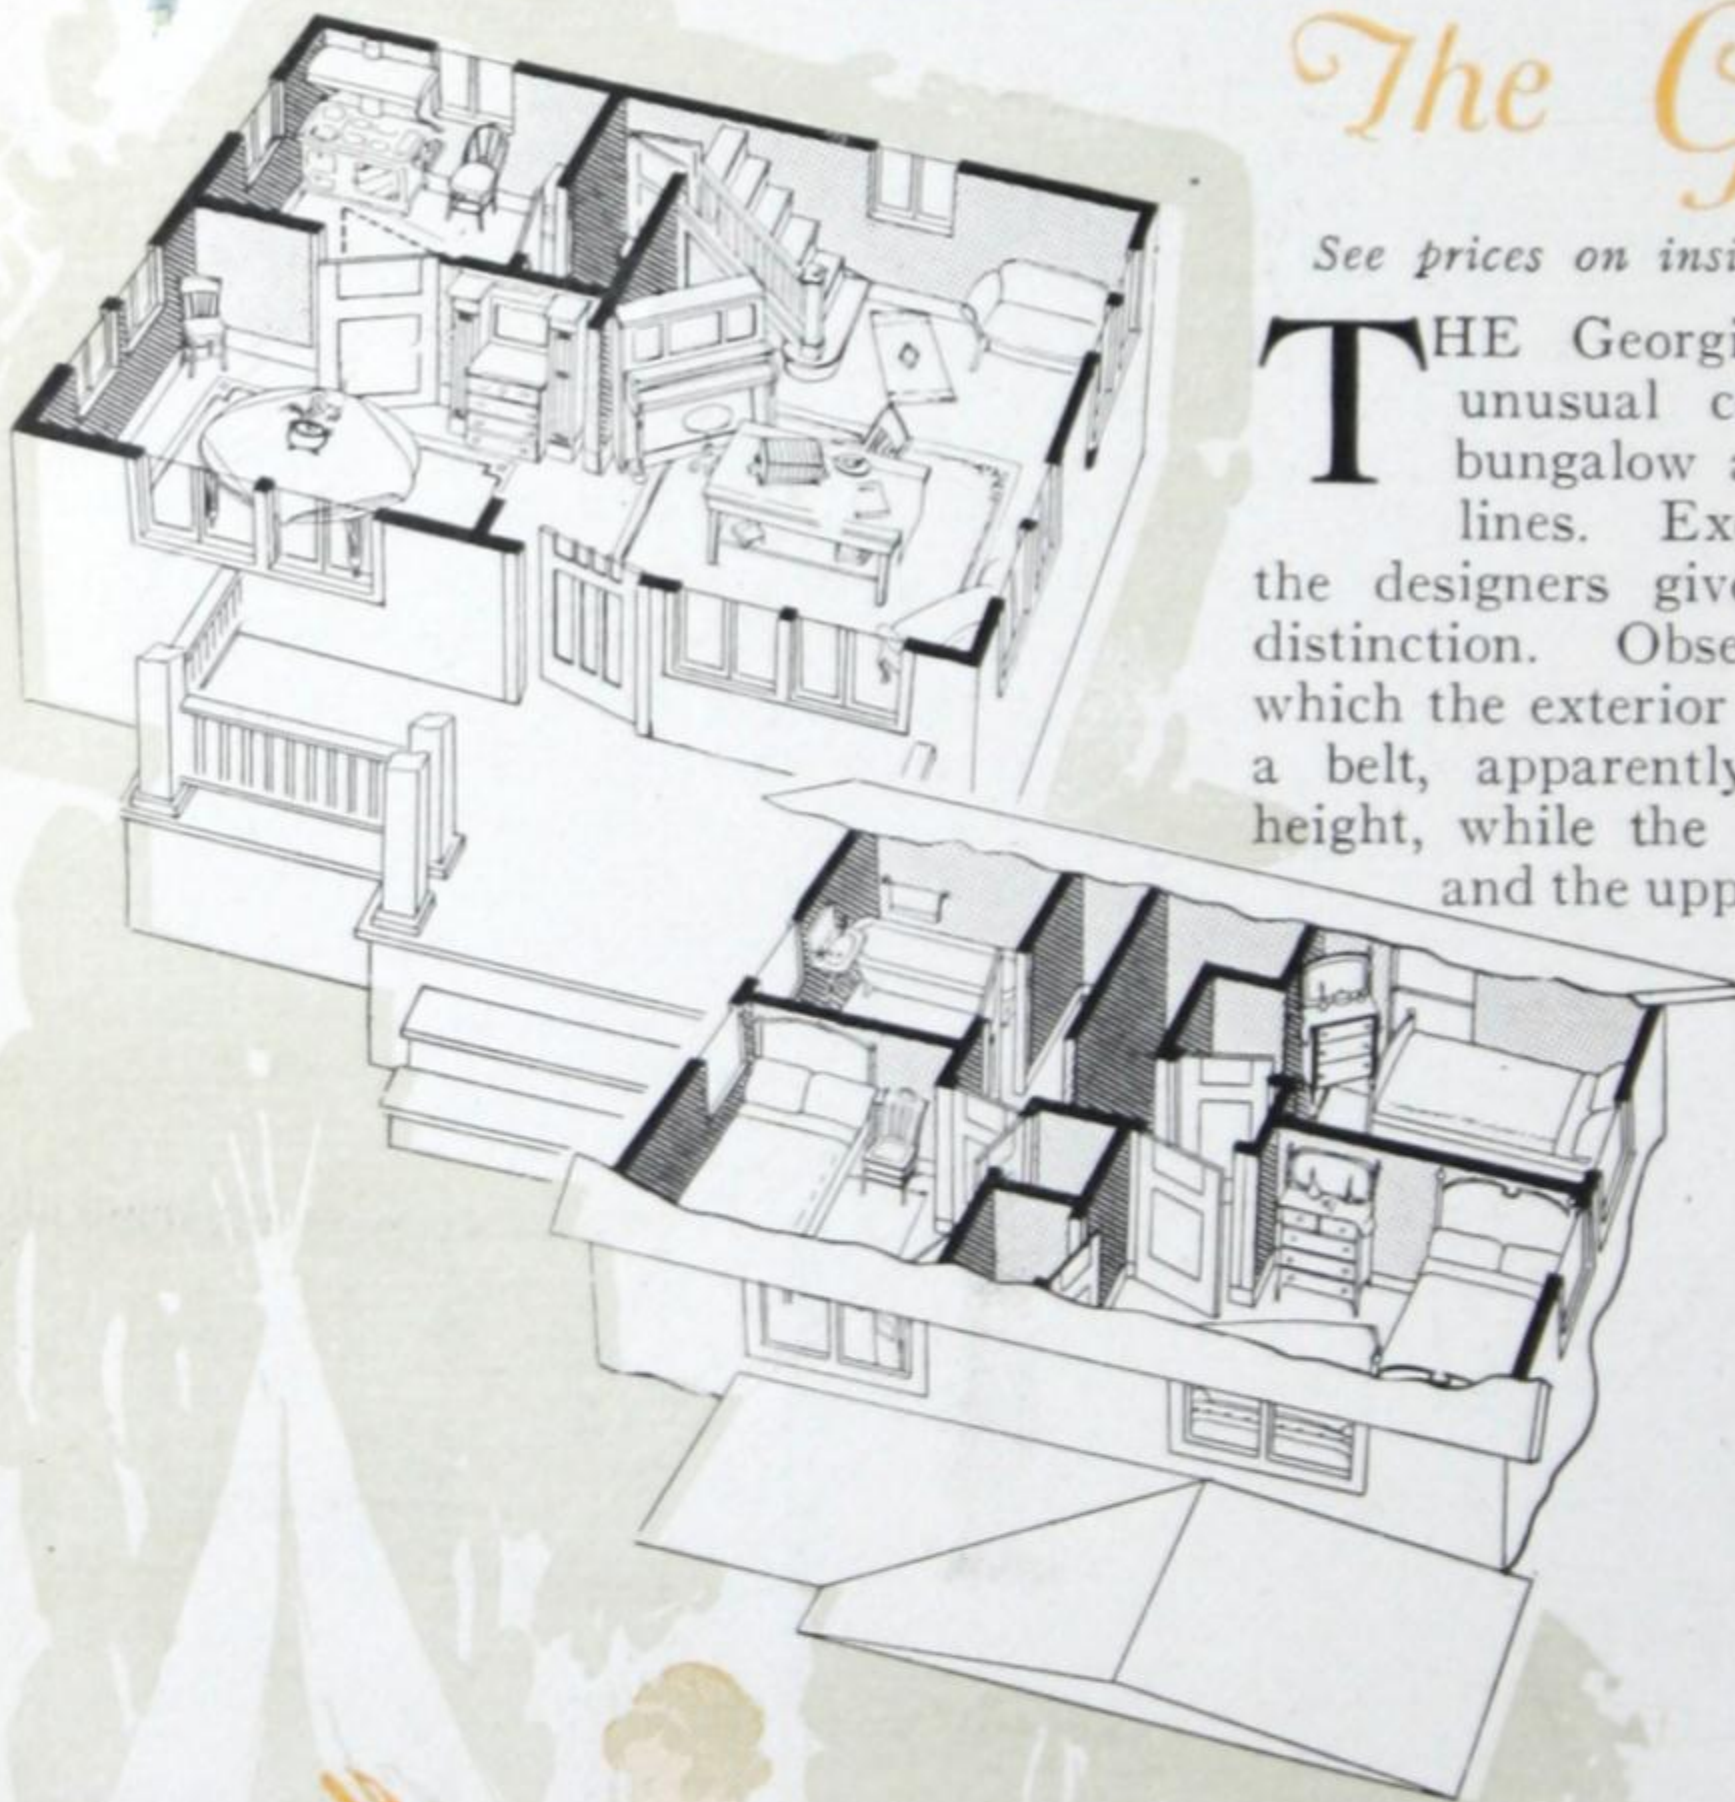 The
See prices on insi
THE Georgi
unusual c
bungalow a
lines. Ex
the designers give
distinction. Obse
which the exterior
a belt, apparently
height, while the
and the upp